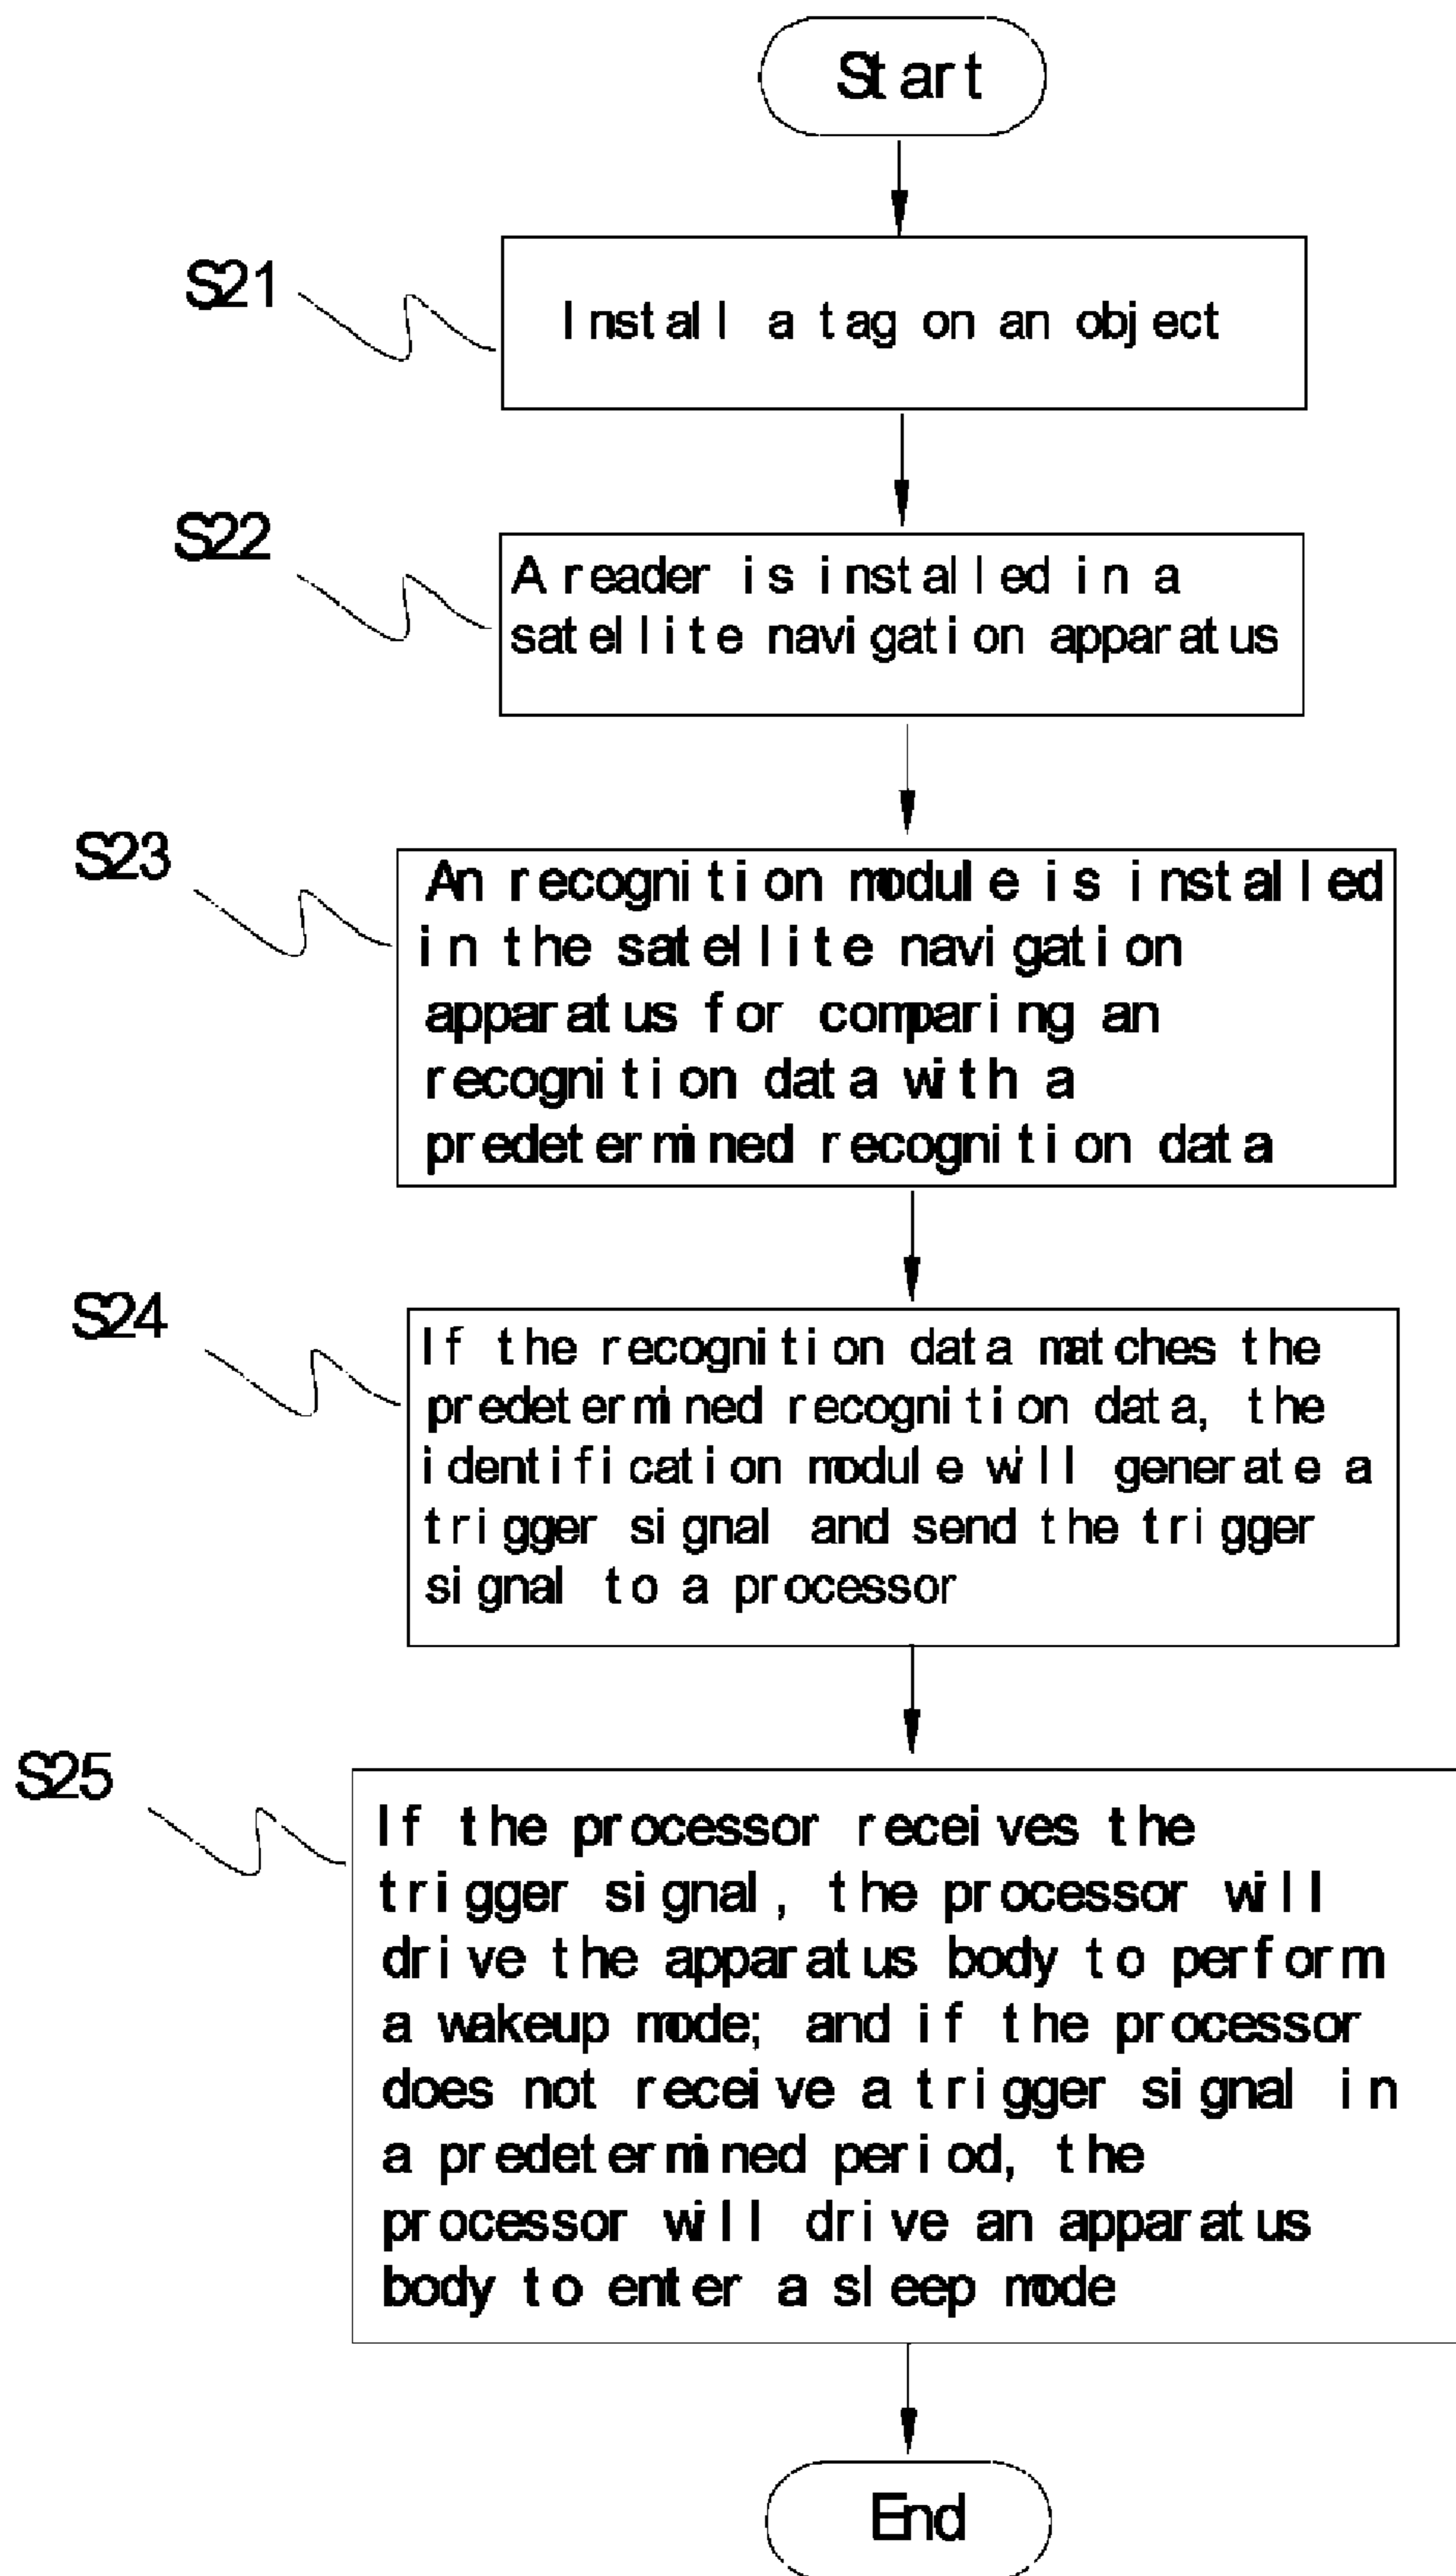 Start
S21
Install a tag on an object
S22
A reader is installed in a
satellite navigation apparatus
S23
An recognition module is installed
in the satellite navigation
apparatus for comparing an
recognition data with a
predetermined recognition data
S24
If the recognition data matches the
predetermined recognition data, the
identification module will generate a
trigger signal and send the trigger
signal to a processor
S25
If the processor receives the
trigger signal, the processor will
drive the apparatus body to perform
a wakeup mode; and if the processor
does not receive a trigger signal in
a predetermined period, the
processor will drive an apparatus
body to enter a sleep mode
End